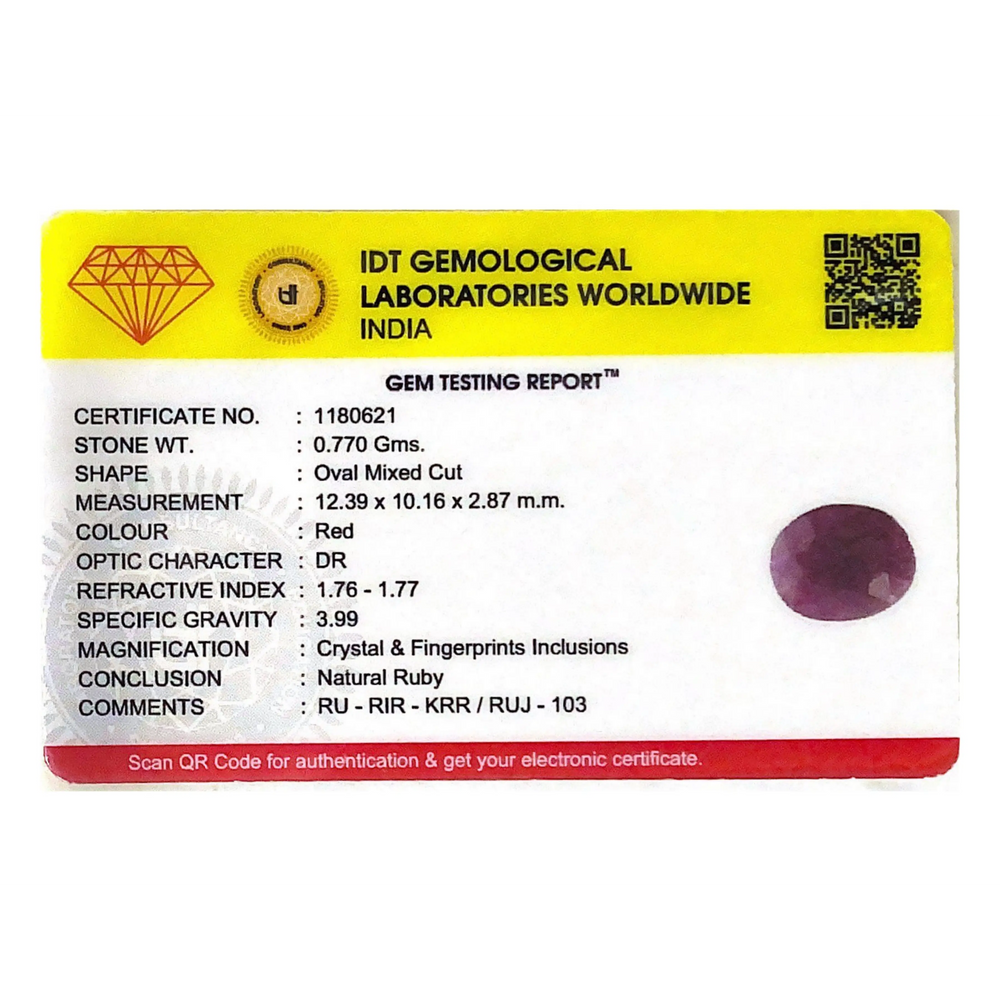 IDT GEMOLOGICAL
LABORATORIES WORLDWIDE
INDIA
GEM TESTING REPORT™
CERTIFICATE NO. : 1180621
STONE WT. : 0.770 Gms.
SHAPE : Oval Mixed Cut
MEASUREMENT : 12.39 x 10.16 x 2.87 m.m.
COLOUR : Red
OPTIC CHARACTER : DR
REFRACTIVE INDEX : 1.76 - 1.77
SPECIFIC GRAVITY : 3.99
MAGNIFICATION : Crystal & Fingerprints Inclusions
CONCLUSION : Natural Ruby
COMMENTS : RU - RIR - KRR / RUJ - 103
Scan QR Code for authentication & get your electronic certificate.